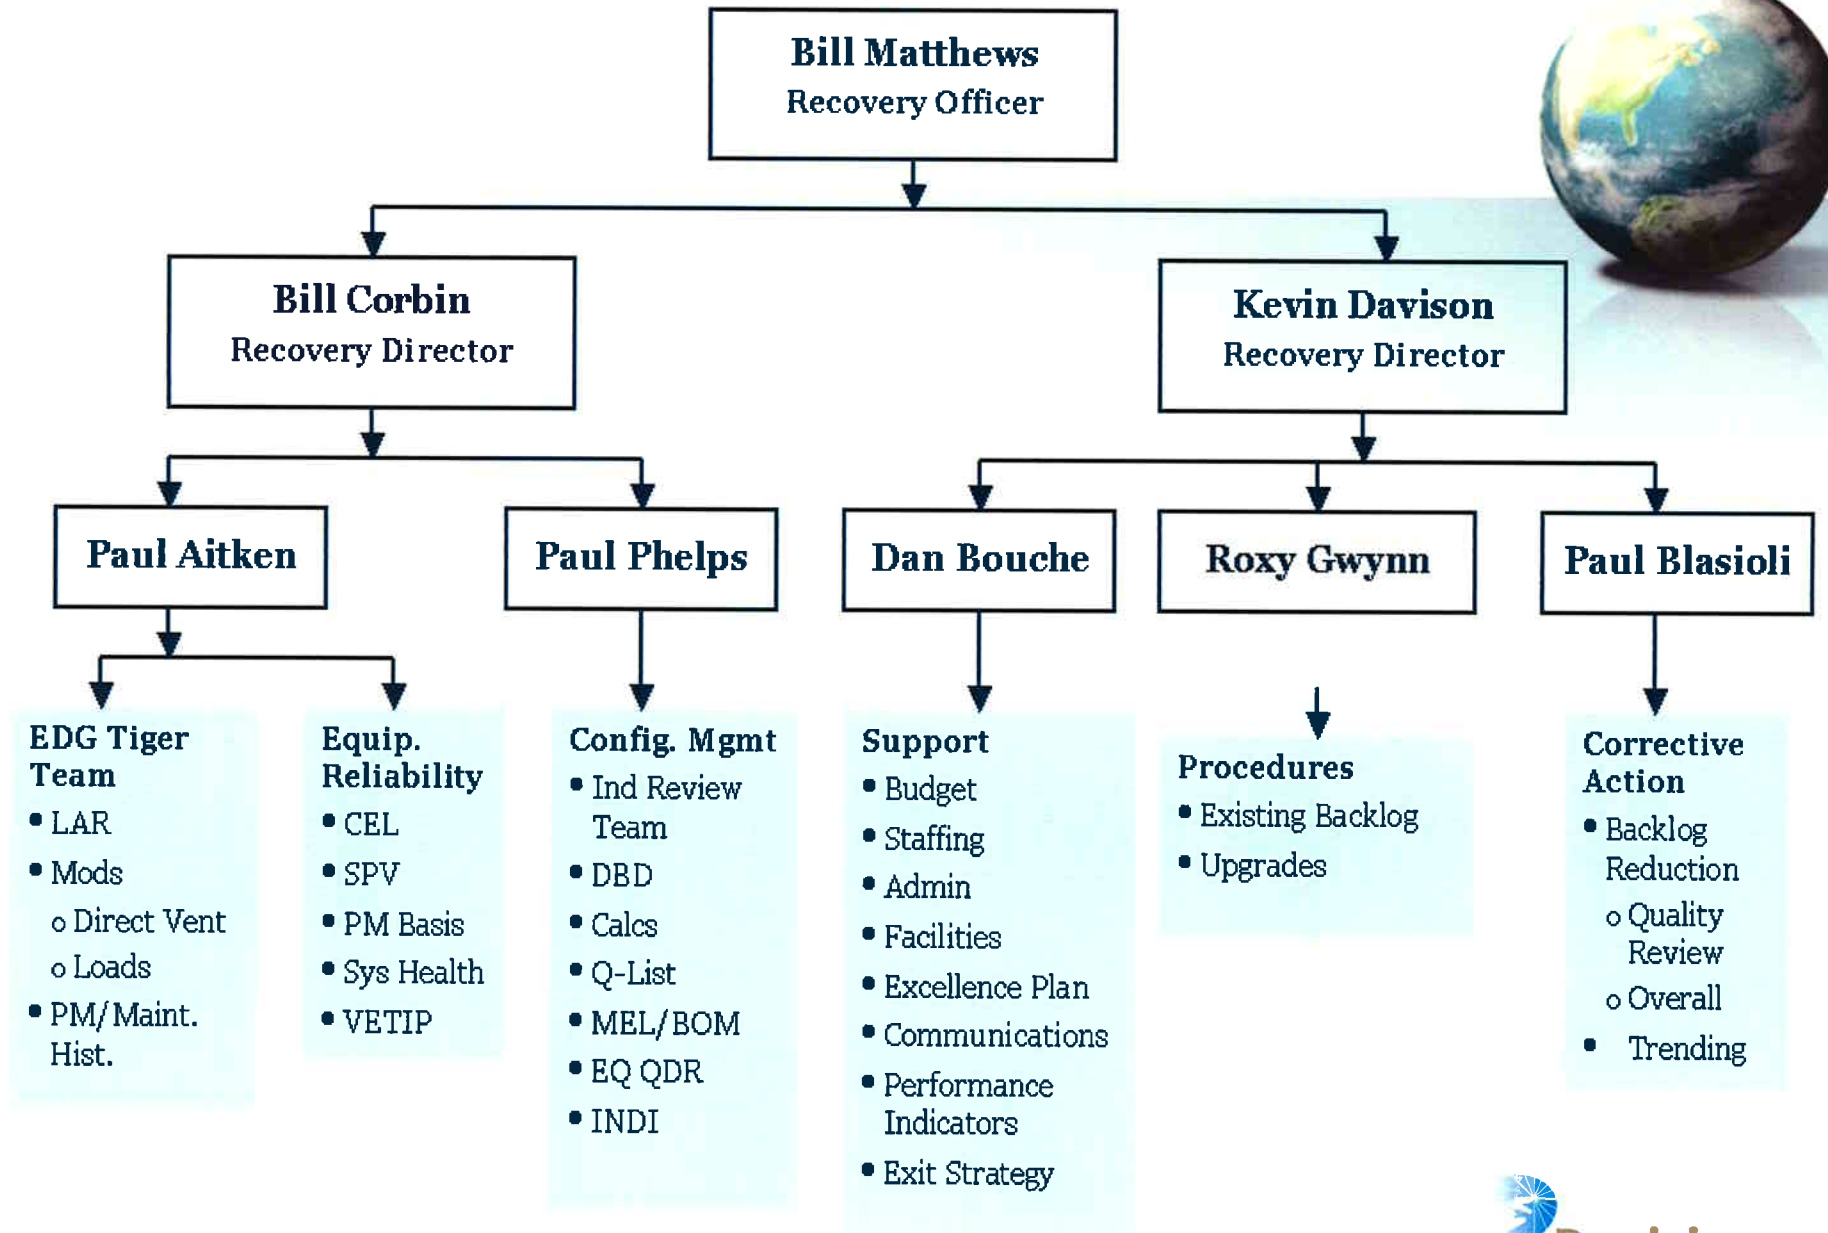 Bill Matthews
Recovery Officer
Bill Corbin
Recovery Director
Kevin Davison
Recovery Director
Paul Aitken
Paul Phelps
Dan Bouche
Roxy Gwynn
Paul Blasioli
EDG Tiger
Team
• LAR
• Mods
o Direct Vent
o Loads
• PM/Maint.
Hist.
Equip.
Reliability
• CEL
• SPV
• PM Basis
• Sys Health
• VETIP
Config. Mgmt
• Ind Review
Team
• DBD
• Calcs
• Q-List
• MEL/BOM
• EQ QDR
• INDI
Support
• Budget
• Staffing
• Admin
• Facilities
• Excellence Plan
• Communications
• Performance
Indicators
• Exit Strategy
Procedures
• Existing Backlog
• Upgrades
Corrective
Action
• Backlog
Reduction
o Quality
Review
o Overall
• Trending